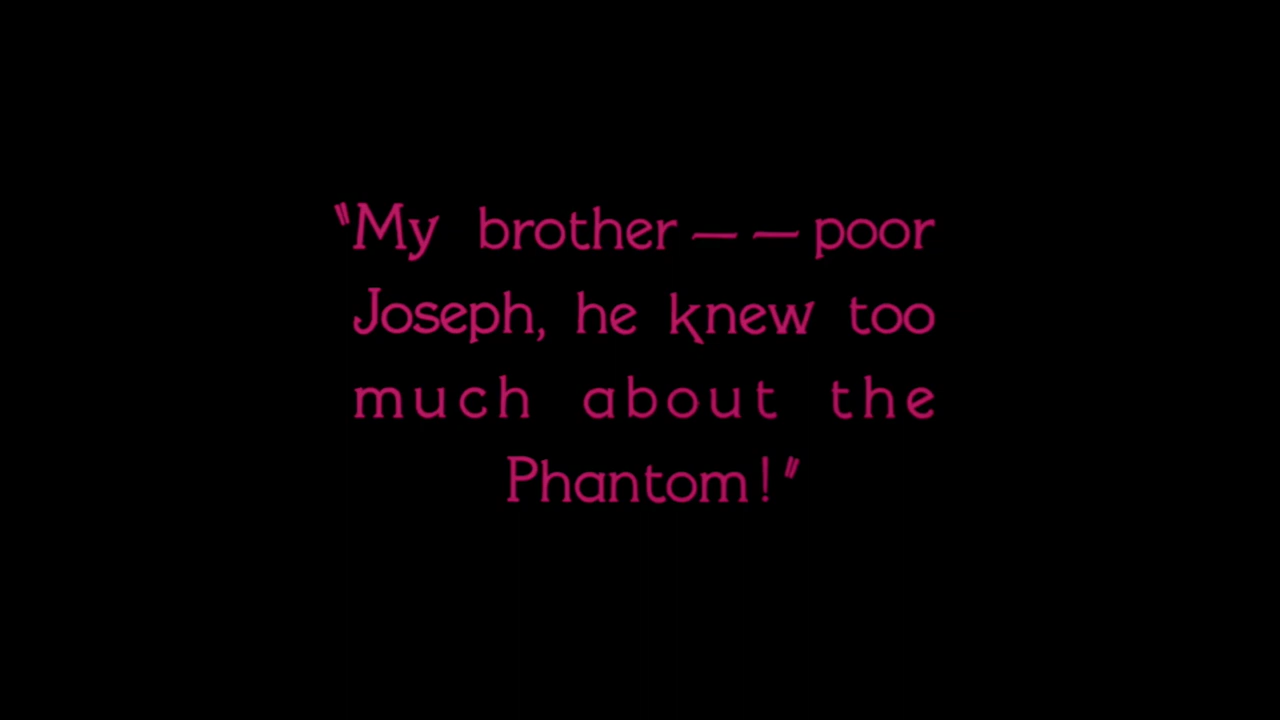 "My brother — — poor
Joseph, he knew too
much about the
Phantom!"